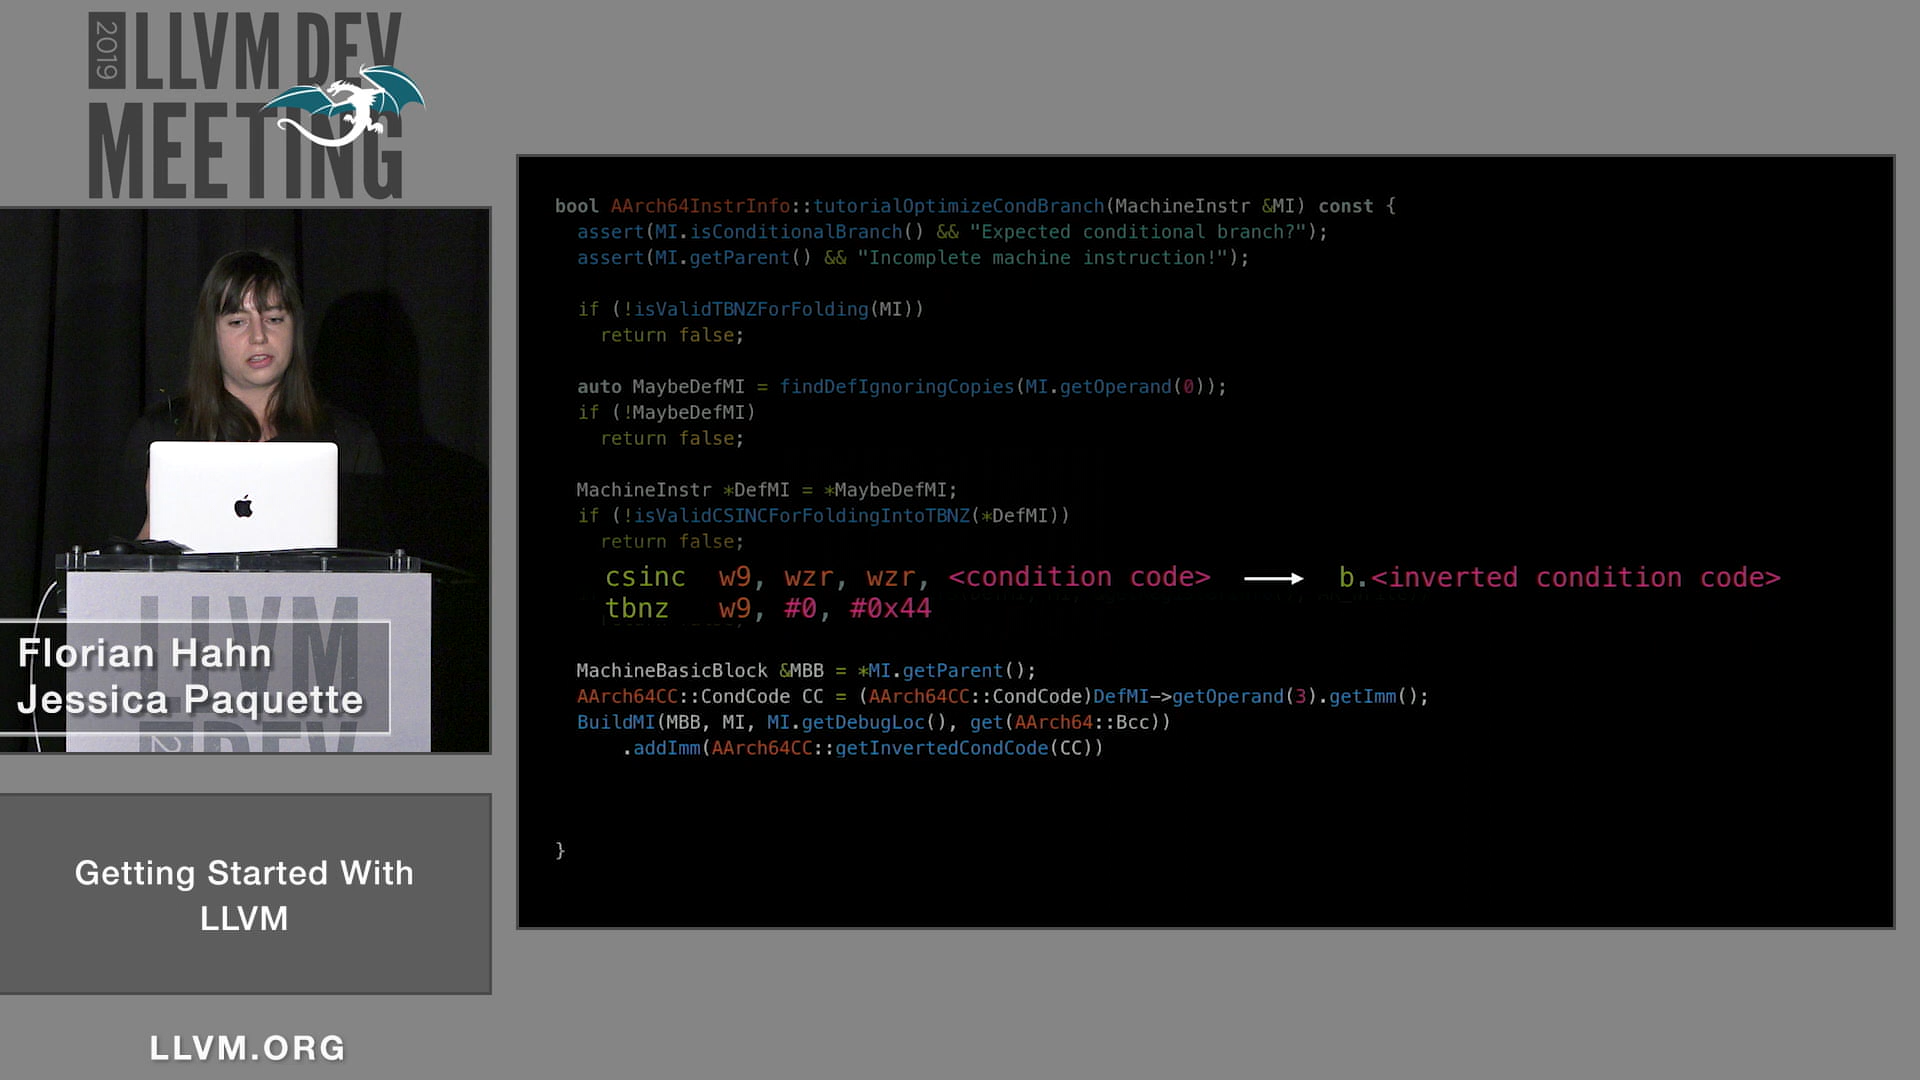 2019
LLVM DEV
MEETING
bool AArch64InstrInfo::tutorialOptimizeCondBranch(MachineInstr &MI) const {
assert(MI.isConditionalBranch() && "Expected conditional branch?");
assert(MI.getParent() && "Incomplete machine instruction!");
if (!isValidTBNZForFolding(MI))
return false;
auto MaybeDefMI = findDefIgnoringCopies(MI.getOperand(0));
if (!MaybeDefMI)
return false;
MachineInstr *DefMI = *MaybeDefMI;
if (!isValidCSINCForFoldingIntoTBNZ(*DefMI))
return false;
csinc w9, wzr, wzr, <condition code> → b.<inverted condition code>
tbnz w9, #0, #0x44
MachineBasicBlock &MBB = *MI.getParent();
AArch64CC::CondCode CC = (AArch64CC::CondCode)DefMI->getOperand(3).getImm();
BuildMI(MBB, MI, MI.getDebugLoc(), get(AArch64::Bcc))
.addImm(AArch64CC::getInvertedCondCode(CC))
}
LLVM
Florian Hahn
Jessica Paquette
Getting Started With
LLVM
LLVM.ORG